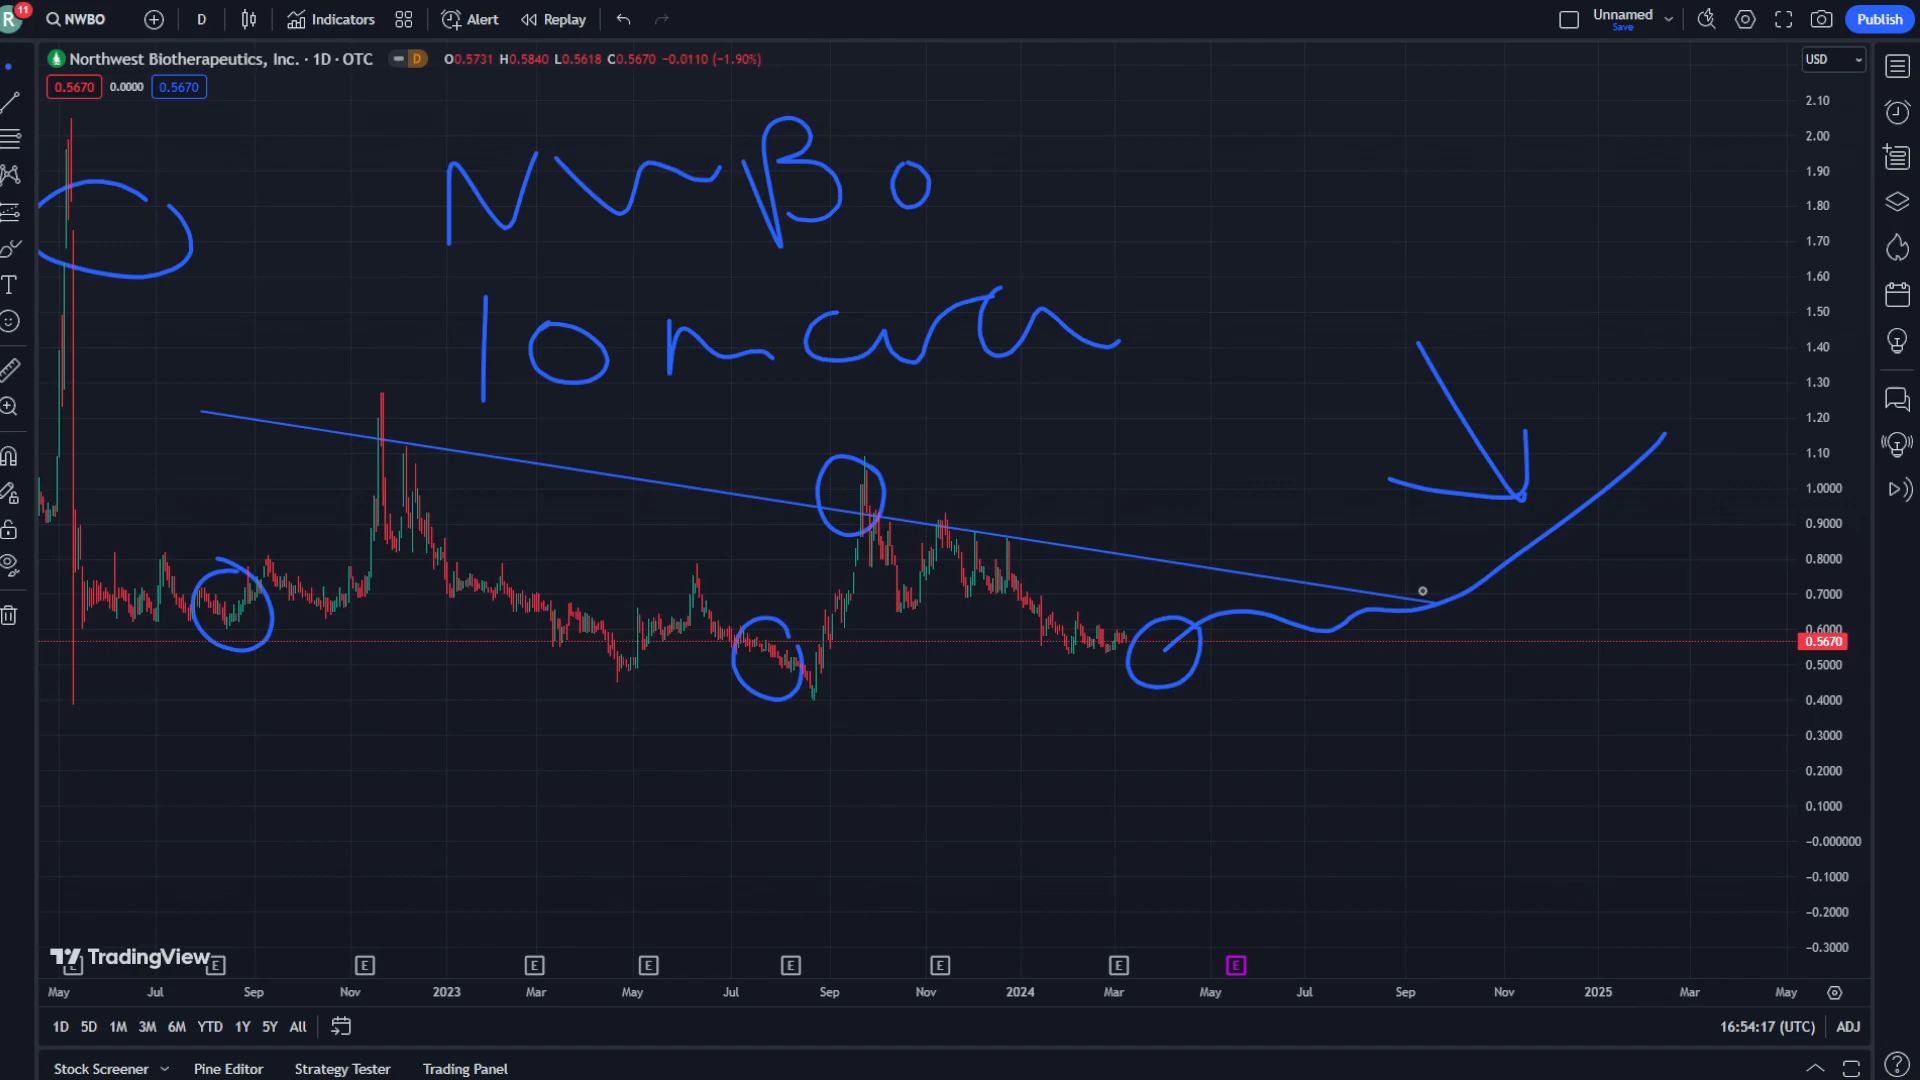 R
11
NWBO
D
Indicators
Alert
Replay
Unnamed
Save
Publish
Northwest Biotherapeutics, Inc. · 1D · OTC
D
O0.5731 H0.5840 L0.5618 C0.5670 −0.0110 (−1.90%)
USD
0.5670 0.0000 0.5670
NWBO
2.10
2.00
1.90
1.80
1.70
1.60
1.50
1.40
1.30
1.20
1.10
1.0000
0.9000
0.8000
0.7000
0.6000
0.5670
0.5000
0.4000
0.3000
0.2000
0.1000
−0.000000
−0.1000
−0.2000
−0.3000
TradingView
E E E E E E E E E
May Jul Sep Nov 2023 Mar May Jul Sep Nov 2024 Mar May Jul Sep Nov 2025 Mar May
1D 5D 1M 3M 6M YTD 1Y 5Y All
16:54:17 (UTC) ADJ
Stock Screener Pine Editor Strategy Tester Trading Panel